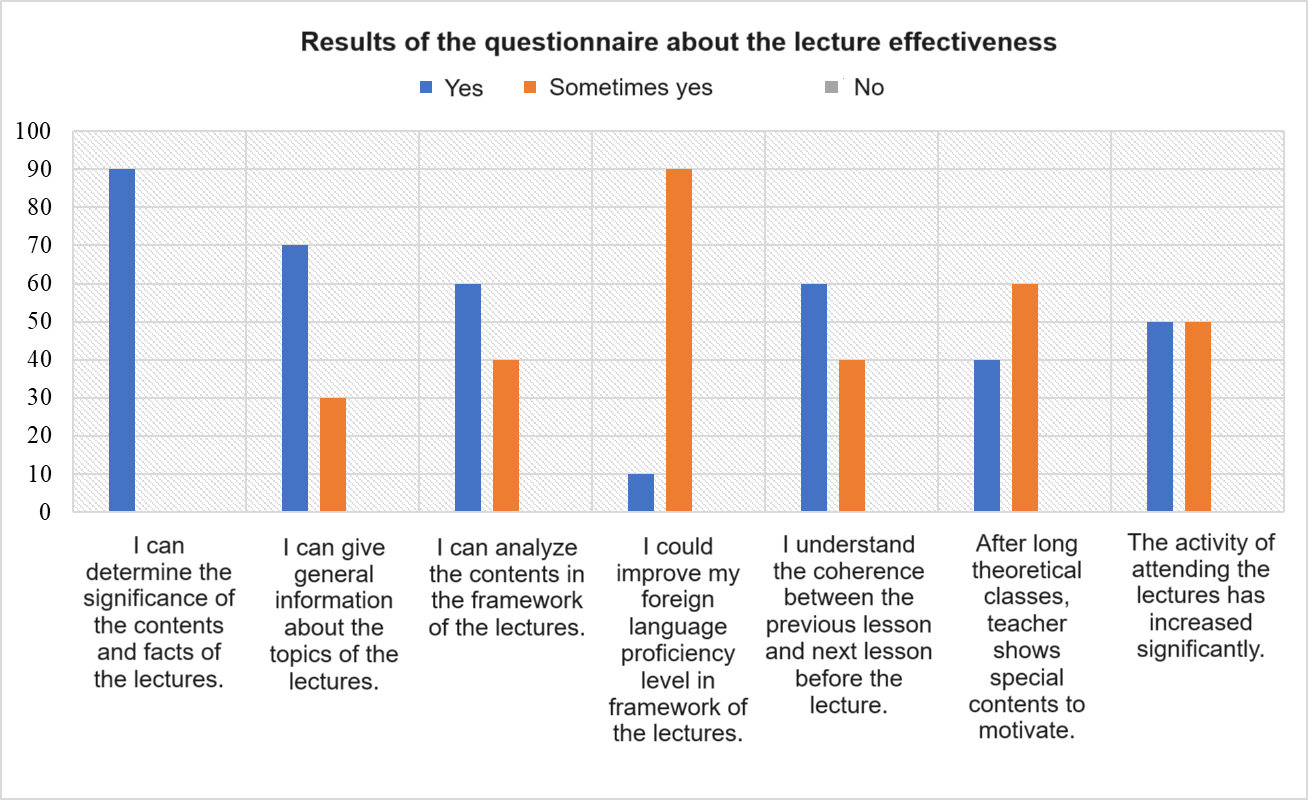 Results of the questionnaire about the lecture effectiveness
Yes Sometimes yes No
100
90
80
70
60
50
40
30
20
10
0
I can
determine the
significance of
the contents
and facts of
the lectures.
I can give
general
information
about the
topics of the
lectures.
I can analyze
the contents in
the framework
of the lectures.
I could
improve my
foreign
language
proficiency
level in
framework of
the lectures.
I understand
the coherence
between the
previous lesson
and next lesson
before the
lecture.
After long
theoretical
classes,
teacher
shows
special
contents to
motivate.
The activity of
attending the
lectures has
increased
significantly.